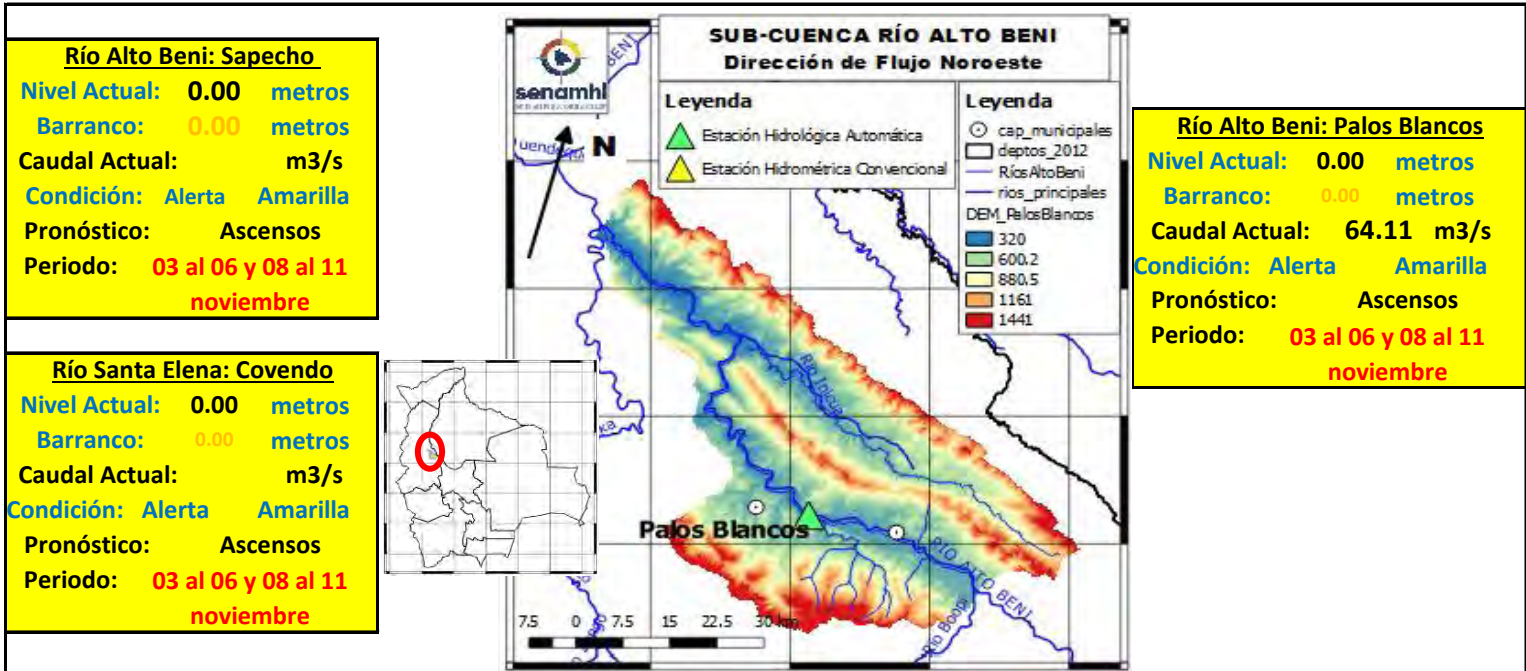 Río Alto Beni: Sapecho
Nivel Actual: 0.00 metros
Barranco: 0.00 metros
Caudal Actual: m3/s
Condición: Alerta Amarilla
Pronóstico: Ascensos
Periodo: 03 al 06 y 08 al 11
noviembre
Río Santa Elena: Covendo
Nivel Actual: 0.00 metros
Barranco: 0.00 metros
Caudal Actual: m3/s
Condición: Alerta Amarilla
Pronóstico: Ascensos
Periodo: 03 al 06 y 08 al 11
noviembre
senamhi
BENI
SUB-CUENCA RÍO ALTO BENI
Dirección de Flujo Noroeste
Leyenda
Estación Hidrológica Automática
Estación Hidrométrica Convencional
Leyenda
cap_municipales
deptos_2012
RíosAltoBeni
rios_principales
DEM_PalosBlancos
320
600.2
880.5
1161
1441
N
Río Inicua
Palos Blancos
RÍO ALTO BENI
Río Boopi
7.5 0 7.5 15 22.5 30 km
Río Alto Beni: Palos Blancos
Nivel Actual: 0.00 metros
Barranco: 0.00 metros
Caudal Actual: 64.11 m3/s
Condición: Alerta Amarilla
Pronóstico: Ascensos
Periodo: 03 al 06 y 08 al 11
noviembre